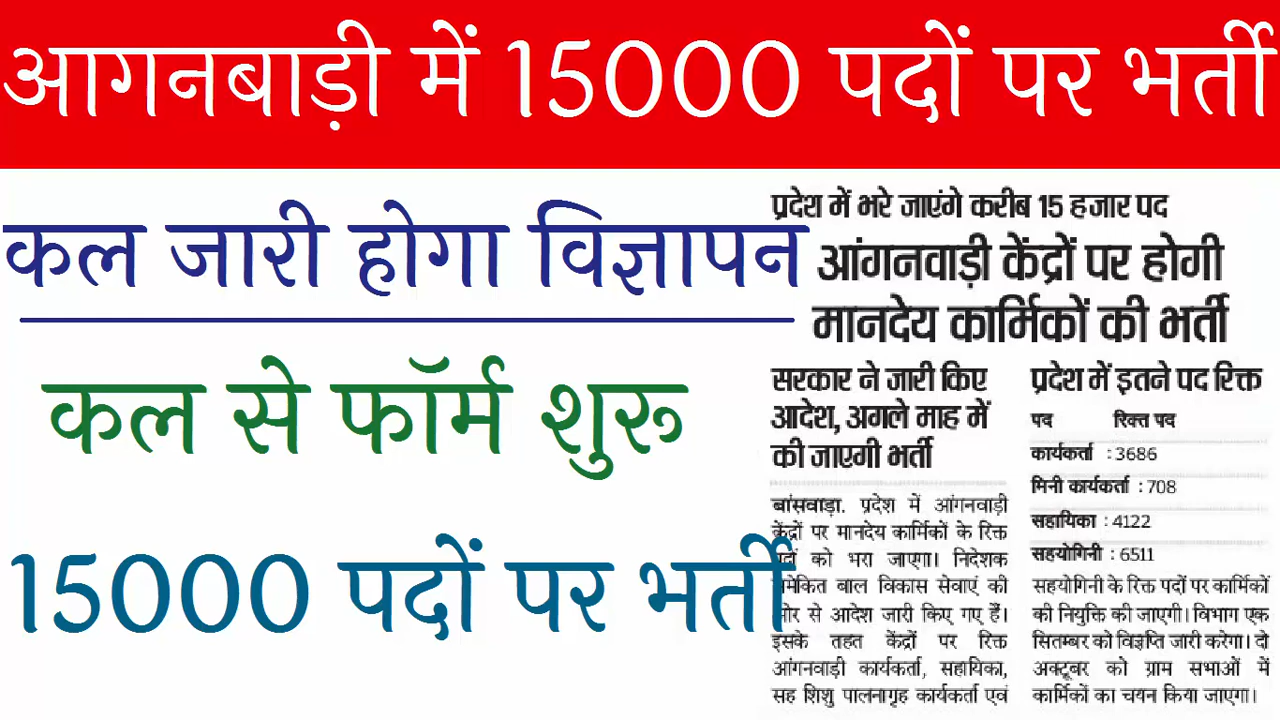 आगनबाड़ी में 15000 पदों पर भर्ती
कल जारी होगा विज्ञापन
कल से फॉर्म शुरू
15000 पदों पर भर्ती
प्रदेश में भरे जाएंगे करीब 15 हजार पद
आंगनवाड़ी केंद्रों पर होगी
मानदेय कार्मिकों की भर्ती
सरकार ने जारी किए
आदेश, अगले माह में
की जाएगी भर्ती
बांसवाड़ा. प्रदेश में आंगनवाड़ी
केंद्रों पर मानदेय कार्मिकों के रिक्त
पदों को भरा जाएगा। निदेशक
समेकित बाल विकास सेवाएं की
ओर से आदेश जारी किए गए हैं।
इसके तहत केंद्रों पर रिक्त
आंगनवाड़ी कार्यकर्ता, सहायिका,
सह शिशु पालनागृह कार्यकर्ता एवं
प्रदेश में इतने पद रिक्त
पद रिक्त पद
कार्यकर्ता : 3686
मिनी कार्यकर्ता : 708
सहायिका : 4122
सहयोगिनी : 6511
सहयोगिनी के रिक्त पदों पर कार्मिकों
की नियुक्ति की जाएगी। विभाग एक
सितम्बर को विज्ञप्ति जारी करेगा। दो
अक्टूबर को ग्राम सभाओं में
कार्मिकों का चयन किया जाएगा।